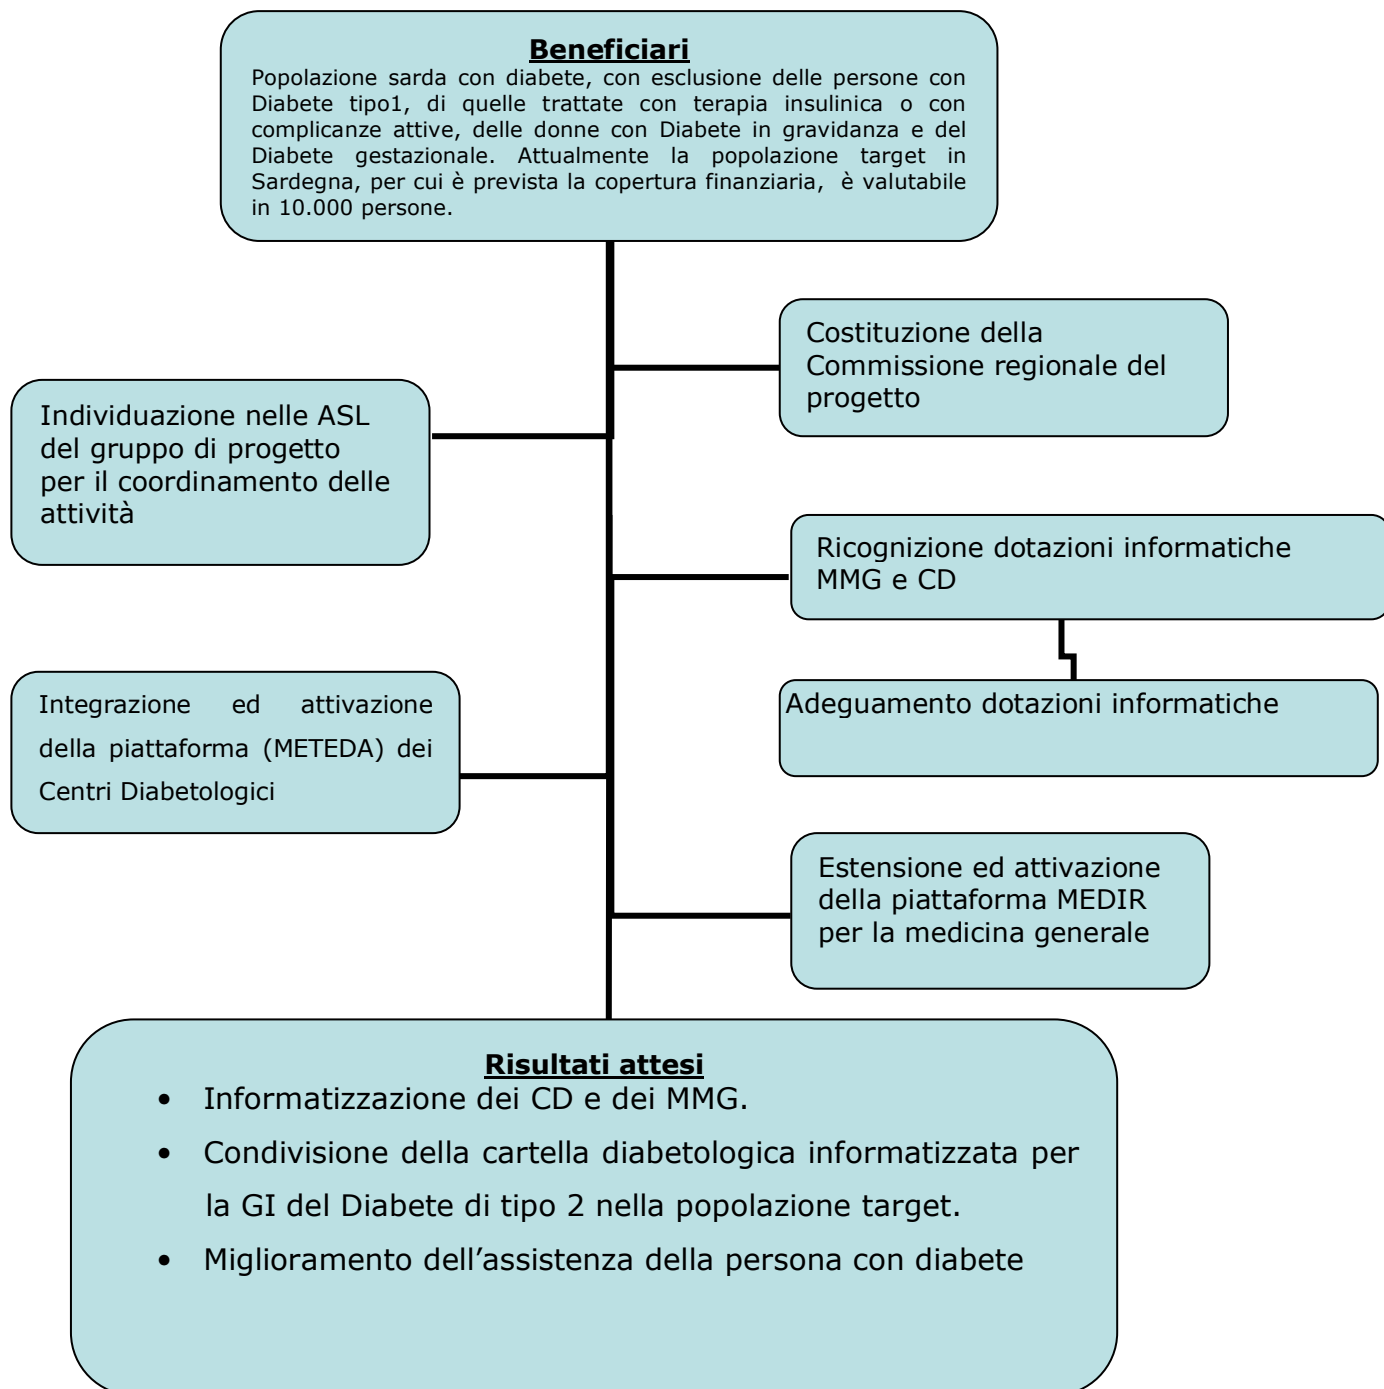 Beneficiari
Popolazione sarda con diabete, con esclusione delle persone con
Diabete tipo1, di quelle trattate con terapia insulinica o con
complicanze attive, delle donne con Diabete in gravidanza e del
Diabete gestazionale. Attualmente la popolazione target in
Sardegna, per cui è prevista la copertura finanziaria, è valutabile
in 10.000 persone.
Costituzione della
Commissione regionale del
progetto
Individuazione nelle ASL
del gruppo di progetto
per il coordinamento delle
attività
Ricognizione dotazioni informatiche
MMG e CD
Adeguamento dotazioni informatiche
Integrazione ed attivazione
della piattaforma (METEDA) dei
Centri Diabetologici
Estensione ed attivazione
della piattaforma MEDIR
per la medicina generale
Risultati attesi
• Informatizzazione dei CD e dei MMG.
• Condivisione della cartella diabetologica informatizzata per
la GI del Diabete di tipo 2 nella popolazione target.
• Miglioramento dell’assistenza della persona con diabete